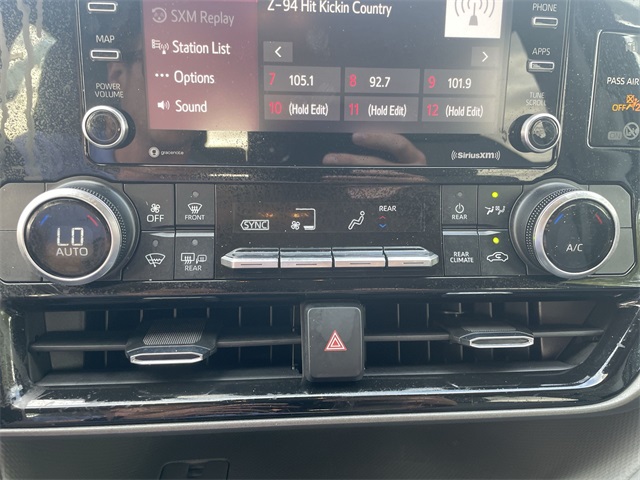 SXM Replay
Z-94 Hit Kickin Country
PHONE
MAP
Station List
APPS
Options
7 105.1
8 92.7
9 101.9
Sound
10 (Hold Edit)
11 (Hold Edit)
12 (Hold Edit)
POWER
VOLUME
TUNE
SCROLL
gracenote
SiriusXM
PASS AIR
OFF
OFF
FRONT
REAR
REAR
SYNC
LO
AUTO
A/C
REAR
REAR
CLIMATE